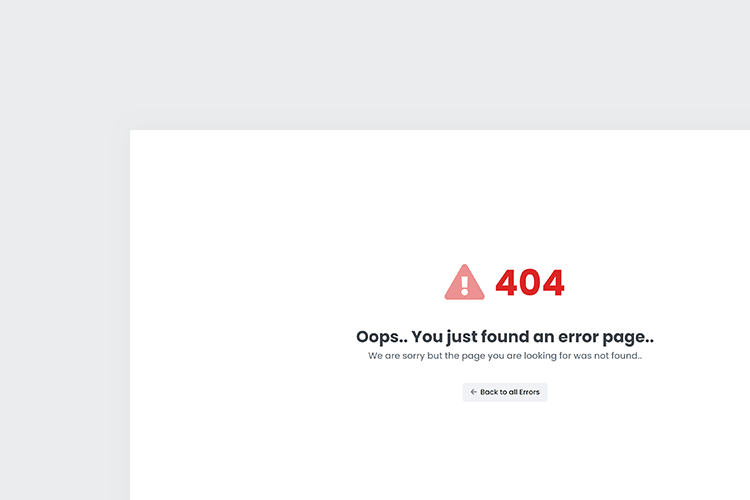 404
Oops.. You just found an error page..
We are sorry but the page you are looking for was not found..
← Back to all Errors